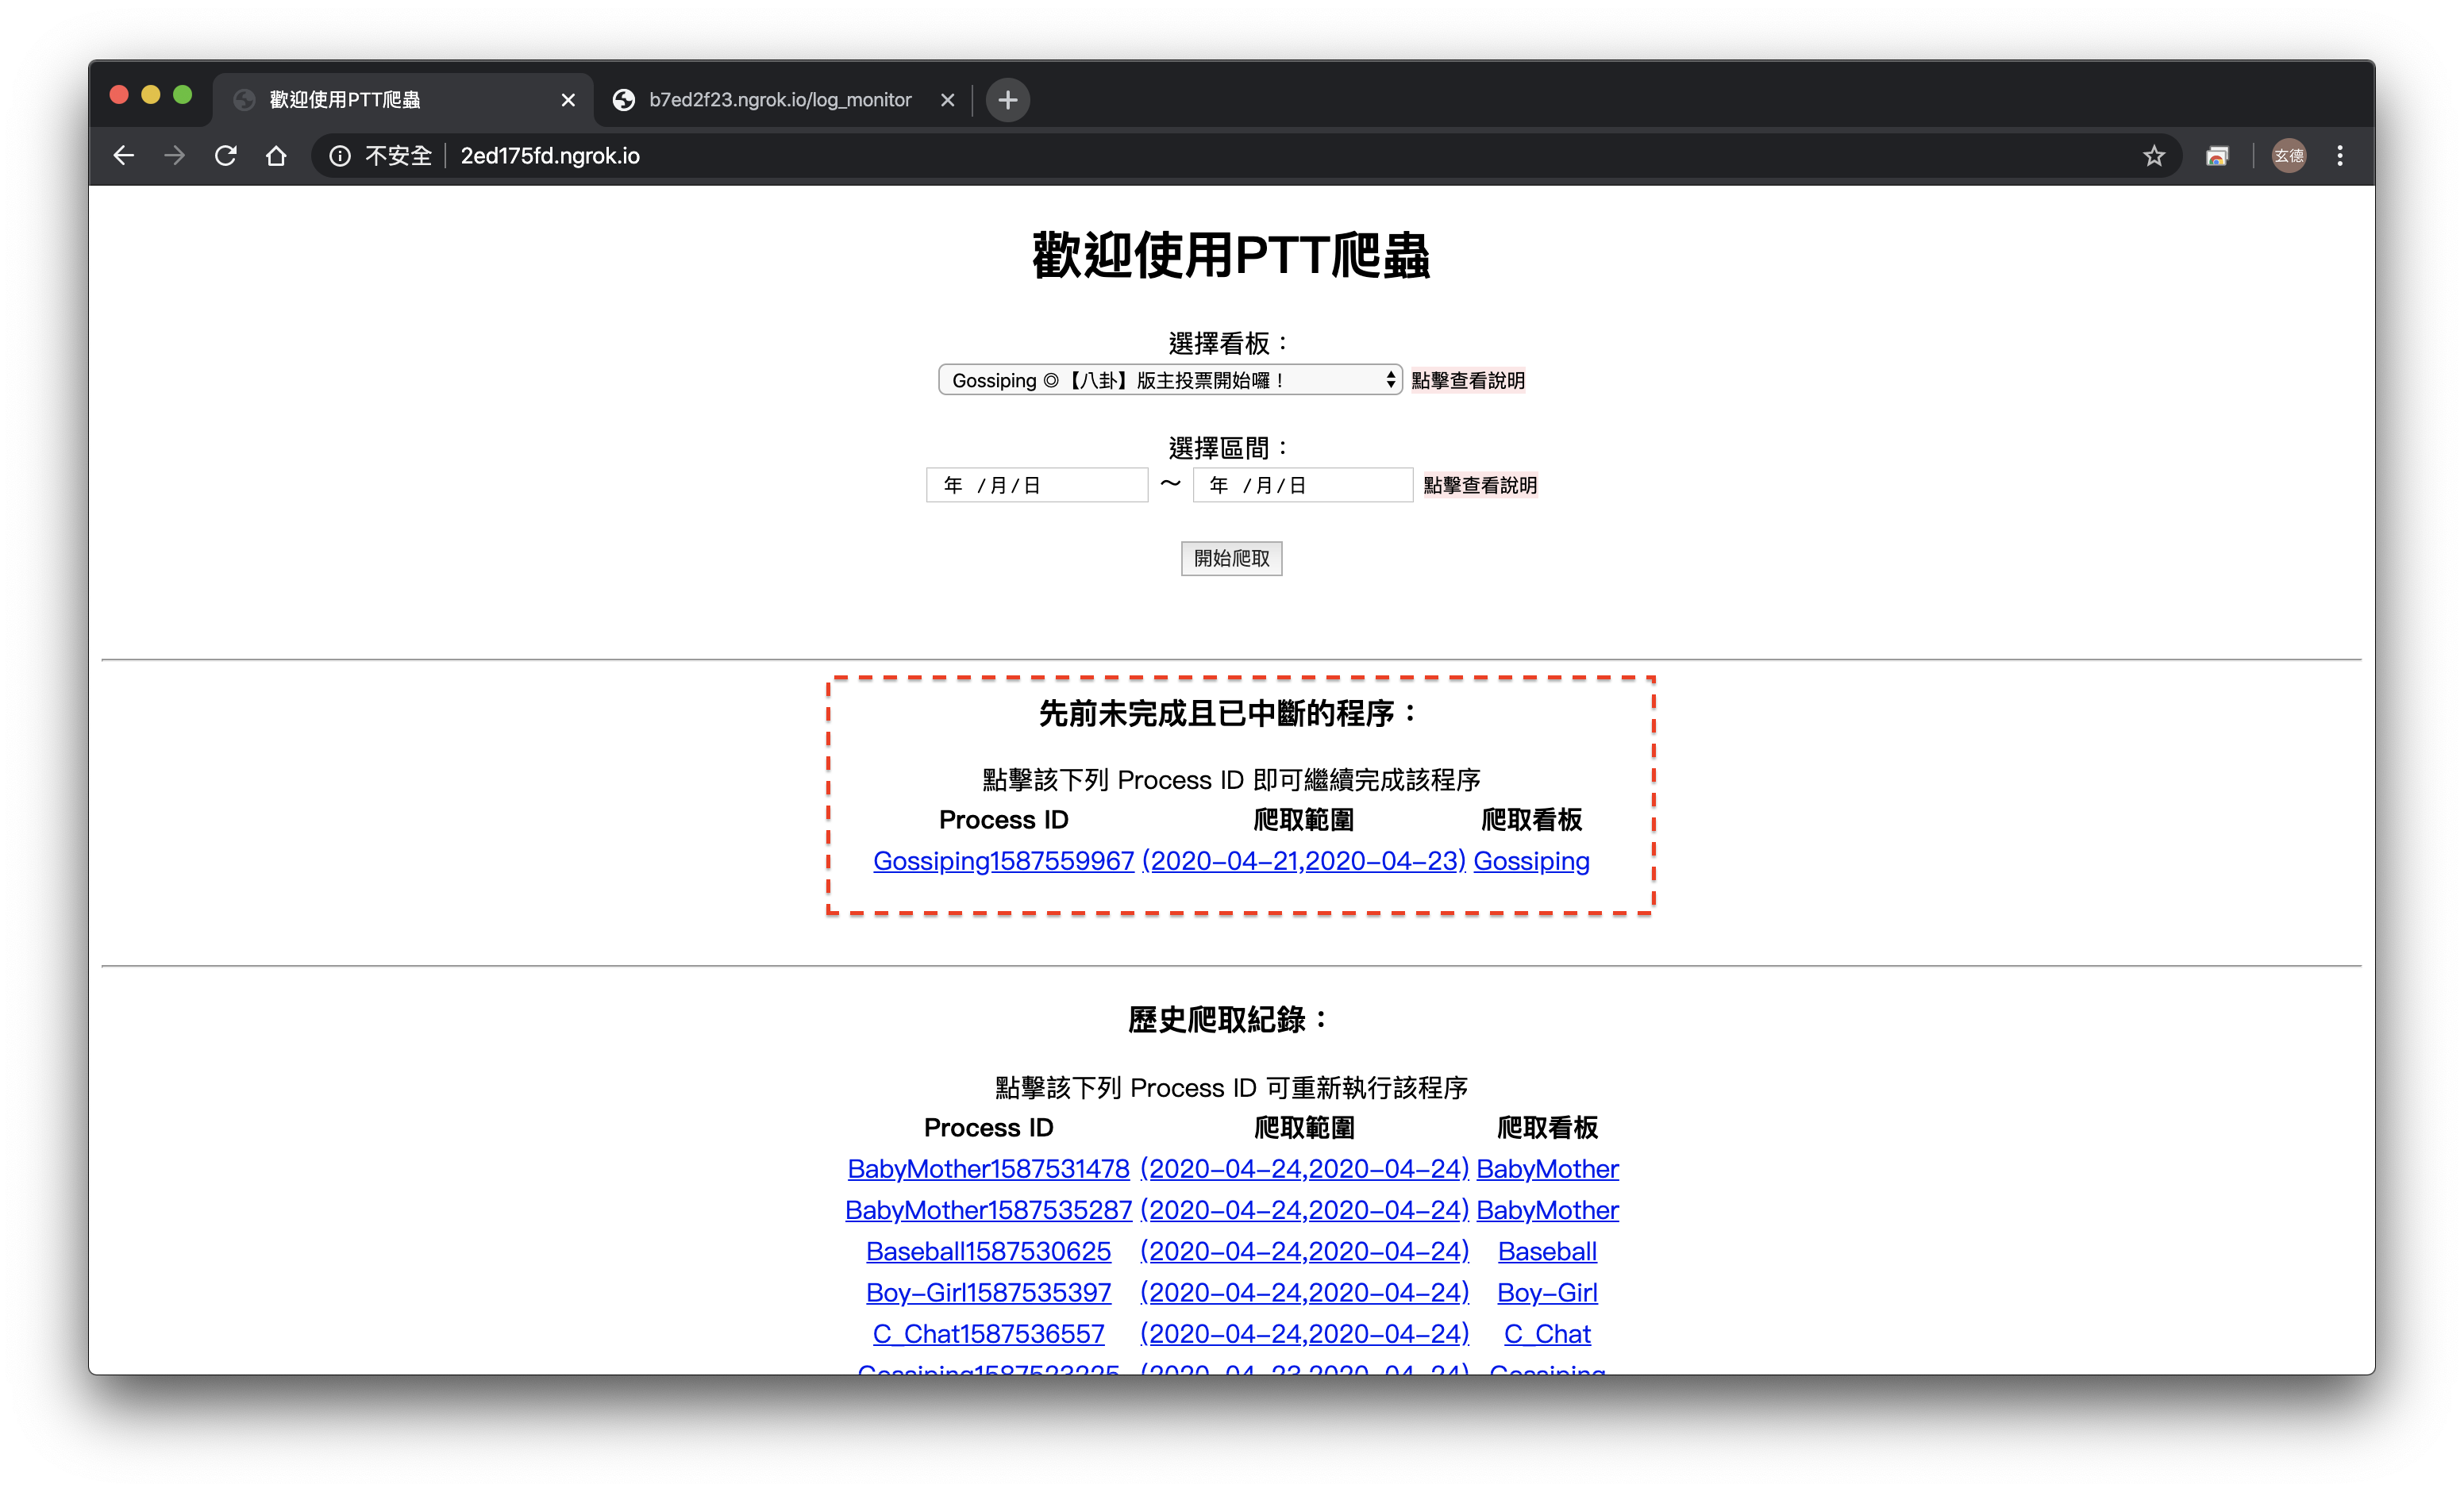 歡迎使用PTT爬蟲
b7ed2f23.ngrok.io/log_monitor
不安全
2ed175fd.ngrok.io
玄德
歡迎使用PTT爬蟲
選擇看板：
Gossiping ◎【八卦】版主投票開始囉！ 點擊查看說明
選擇區間：
年 /月/日 ～ 年 /月/日 點擊查看說明
開始爬取
先前未完成且已中斷的程序：
點擊該下列 Process ID 即可繼續完成該程序
Process ID 爬取範圍 爬取看板
Gossiping1587559967 (2020-04-21,2020-04-23) Gossiping
歷史爬取紀錄：
點擊該下列 Process ID 可重新執行該程序
Process ID 爬取範圍 爬取看板
BabyMother1587531478 (2020-04-24,2020-04-24) BabyMother
BabyMother1587535287 (2020-04-24,2020-04-24) BabyMother
Baseball1587530625 (2020-04-24,2020-04-24) Baseball
Boy-Girl1587535397 (2020-04-24,2020-04-24) Boy-Girl
C_Chat1587536557 (2020-04-24,2020-04-24) C_Chat
Gossiping1587523225 (2020-04-23,2020-04-24) Gossiping